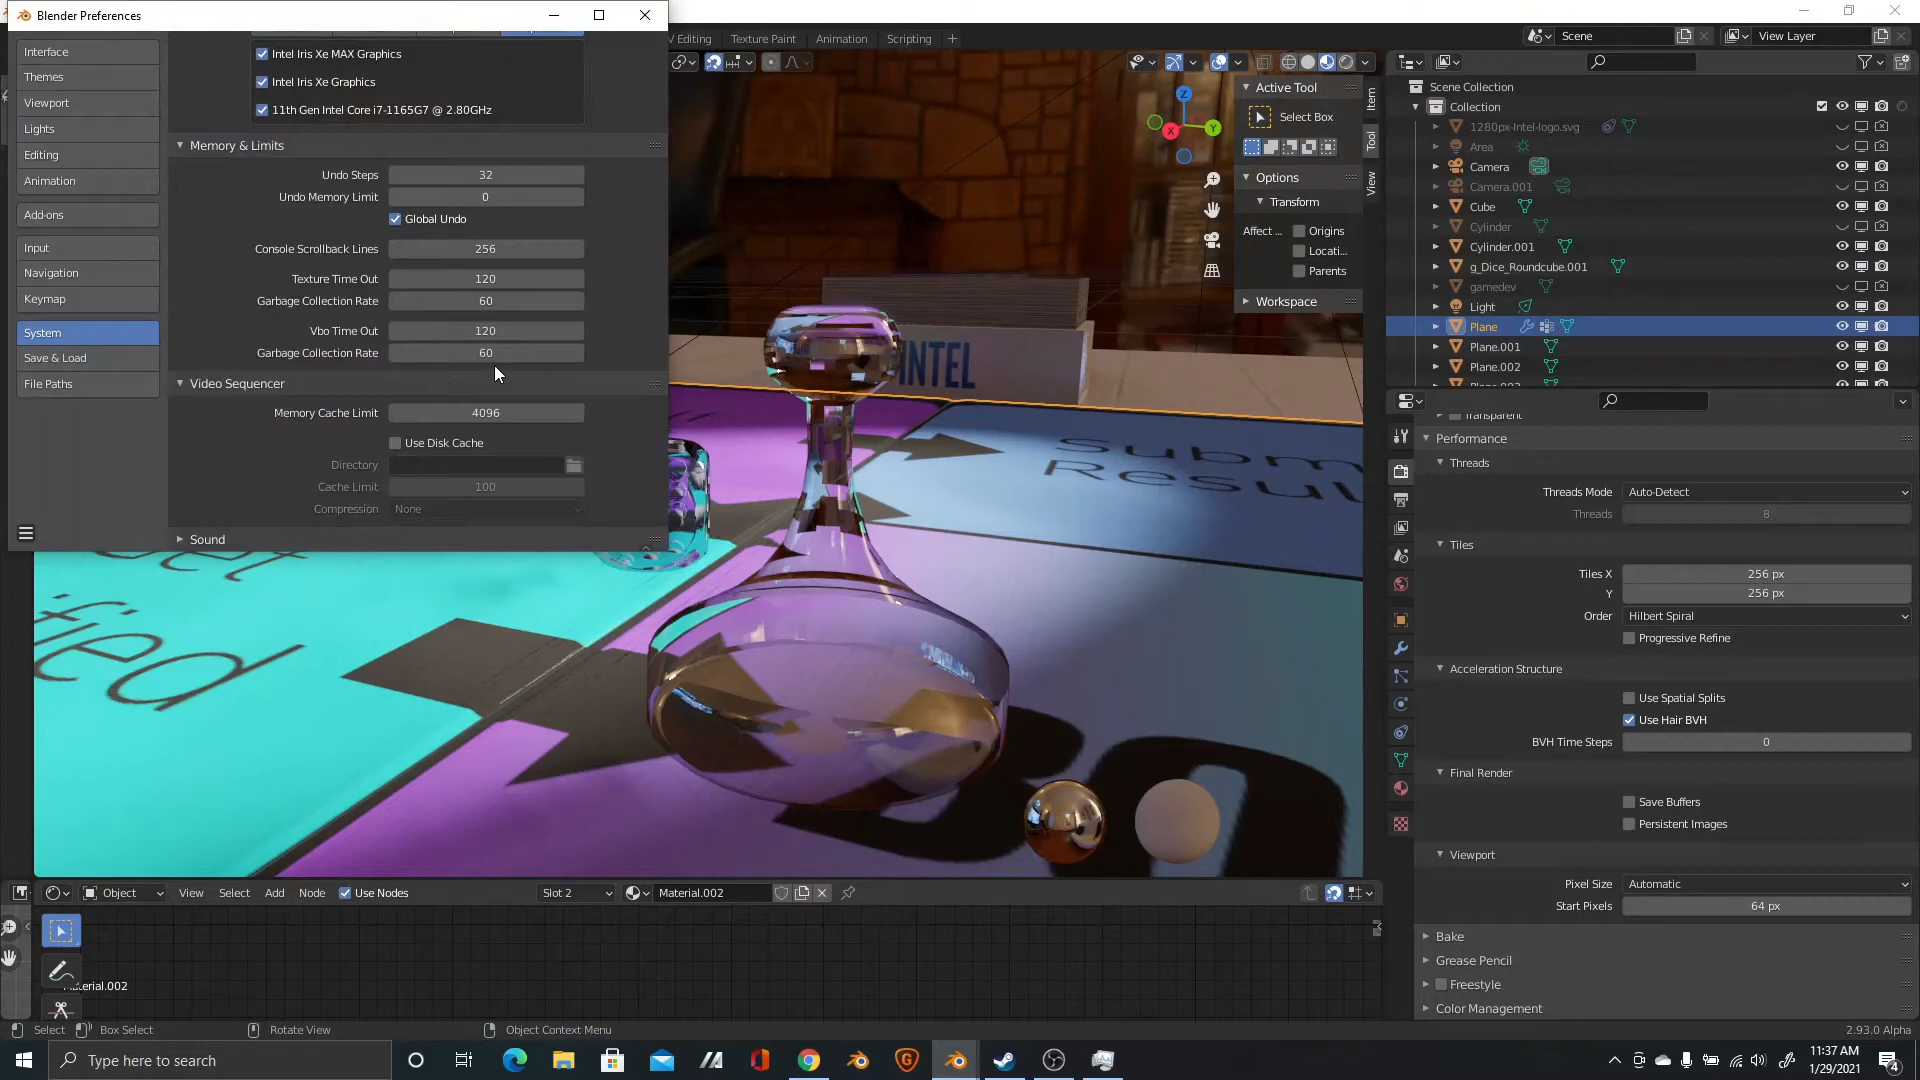 Blender Preferences
Interface
Themes
Viewport
Lights
Editing
Animation
Add-ons
Input
Navigation
Keymap
System
Save & Load
File Paths
Intel Iris Xe MAX Graphics
Intel Iris Xe Graphics
11th Gen Intel Core i7-1165G7 @ 2.80GHz
Memory & Limits
Undo Steps 32
Undo Memory Limit 0
Global Undo
Console Scrollback Lines 256
Texture Time Out 120
Garbage Collection Rate 60
Vbo Time Out 120
Garbage Collection Rate 60
Video Sequencer
Memory Cache Limit 4096
Use Disk Cache
Directory
Cache Limit 100
Compression None
Sound
Editing Texture Paint Animation Scripting
Scene View Layer
X Y Z
Active Tool
Select Box
Options
Transform
Affect ... Origins
Locati...
Parents
Workspace
Item
Tool
View
INTEL
Scene Collection
Collection
1280px-Intel-logo.svg
Area
Camera
Camera.001
Cube
Cylinder
Cylinder.001
g_Dice_Roundcube.001
gamedev
Light
Plane
Plane.001
Plane.002
Transparent
Performance
Threads
Threads Mode Auto-Detect
Threads 8
Tiles
Tiles X 256 px
Y 256 px
Order Hilbert Spiral
Progressive Refine
Acceleration Structure
Use Spatial Splits
Use Hair BVH
BVH Time Steps 0
Final Render
Save Buffers
Persistent Images
Viewport
Pixel Size Automatic
Start Pixels 64 px
Bake
Grease Pencil
Freestyle
Color Management
Object View Select Add Node Use Nodes Slot 2 Material.002
Material.002
Select Box Select Rotate View Object Context Menu 2.93.0 Alpha
Type here to search
11:37 AM
1/29/2021
4